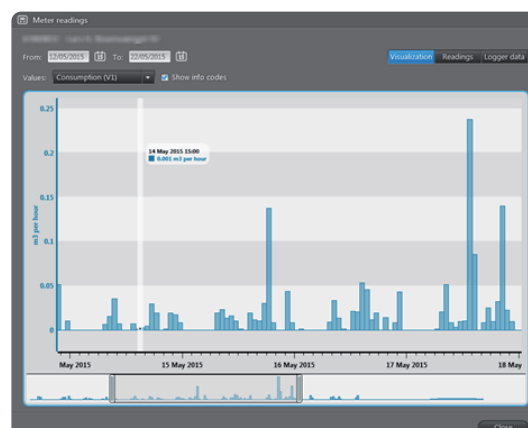 Meter readings
From: 12/05/2015 To: 22/05/2015 Visualization Readings Logger data
Values: Consumption (V1) Show info codes
0.25
0.2
14 May 2015 15:00
0.001 m3 per hour
0.15
0.1
0.05
0
m3 per hour
May 2015 15 May 2015 16 May 2015 17 May 2015 18 May
Close